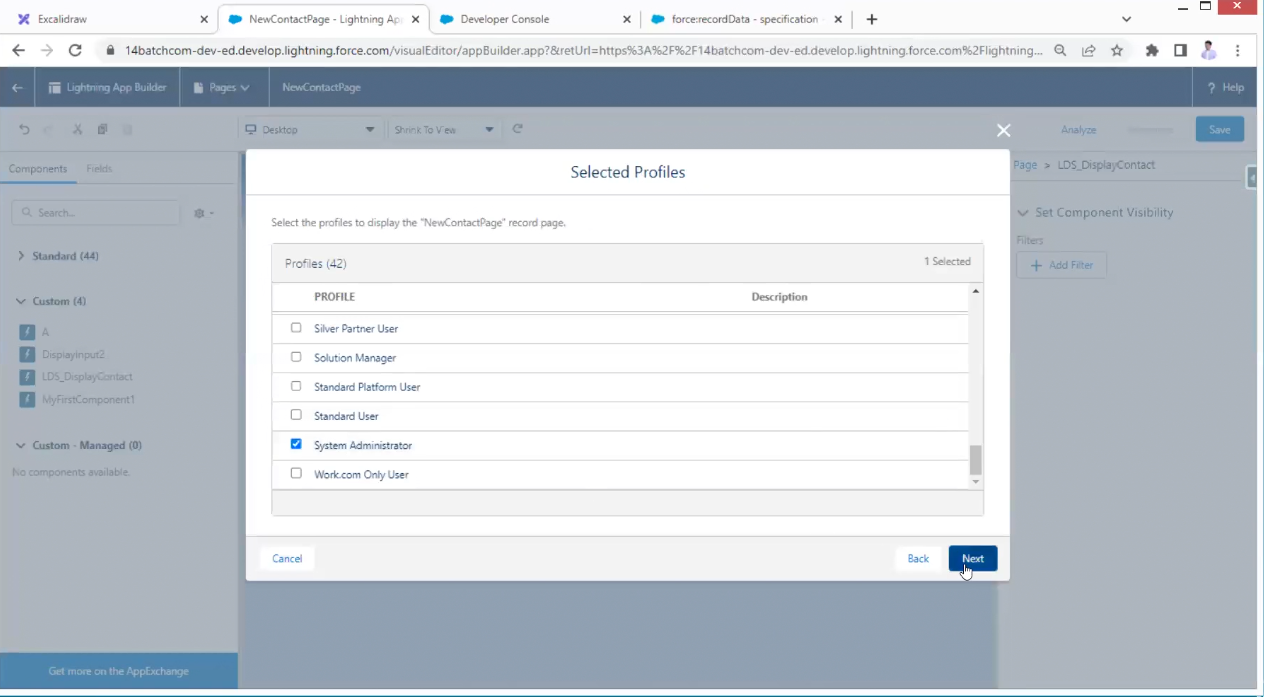 Excalidraw
NewContactPage - Lightning Ap
Developer Console
force:recordData - specification
14batchcom-dev-ed.develop.lightning.force.com/visualEditor/appBuilder.app?&retUrl=https%3A%2F%2F14batchcom-dev-ed.develop.lightning.force.com%2Flightning...
Lightning App Builder
Pages
NewContactPage
? Help
Desktop
Shrink To View
Analyze
Save
Components
Fields
Page > LDS_DisplayContact
Search...
Standard (44)
Custom (4)
A
DisplayInput2
LDS_DisplayContact
MyFirstComponent1
Custom - Managed (0)
No components available.
Get more on the AppExchange
Selected Profiles
Select the profiles to display the "NewContactPage" record page.
Profiles (42)
1 Selected
PROFILE
Description
Silver Partner User
Solution Manager
Standard Platform User
Standard User
System Administrator
Work.com Only User
Cancel
Back
Next
Set Component Visibility
Filters
+ Add Filter